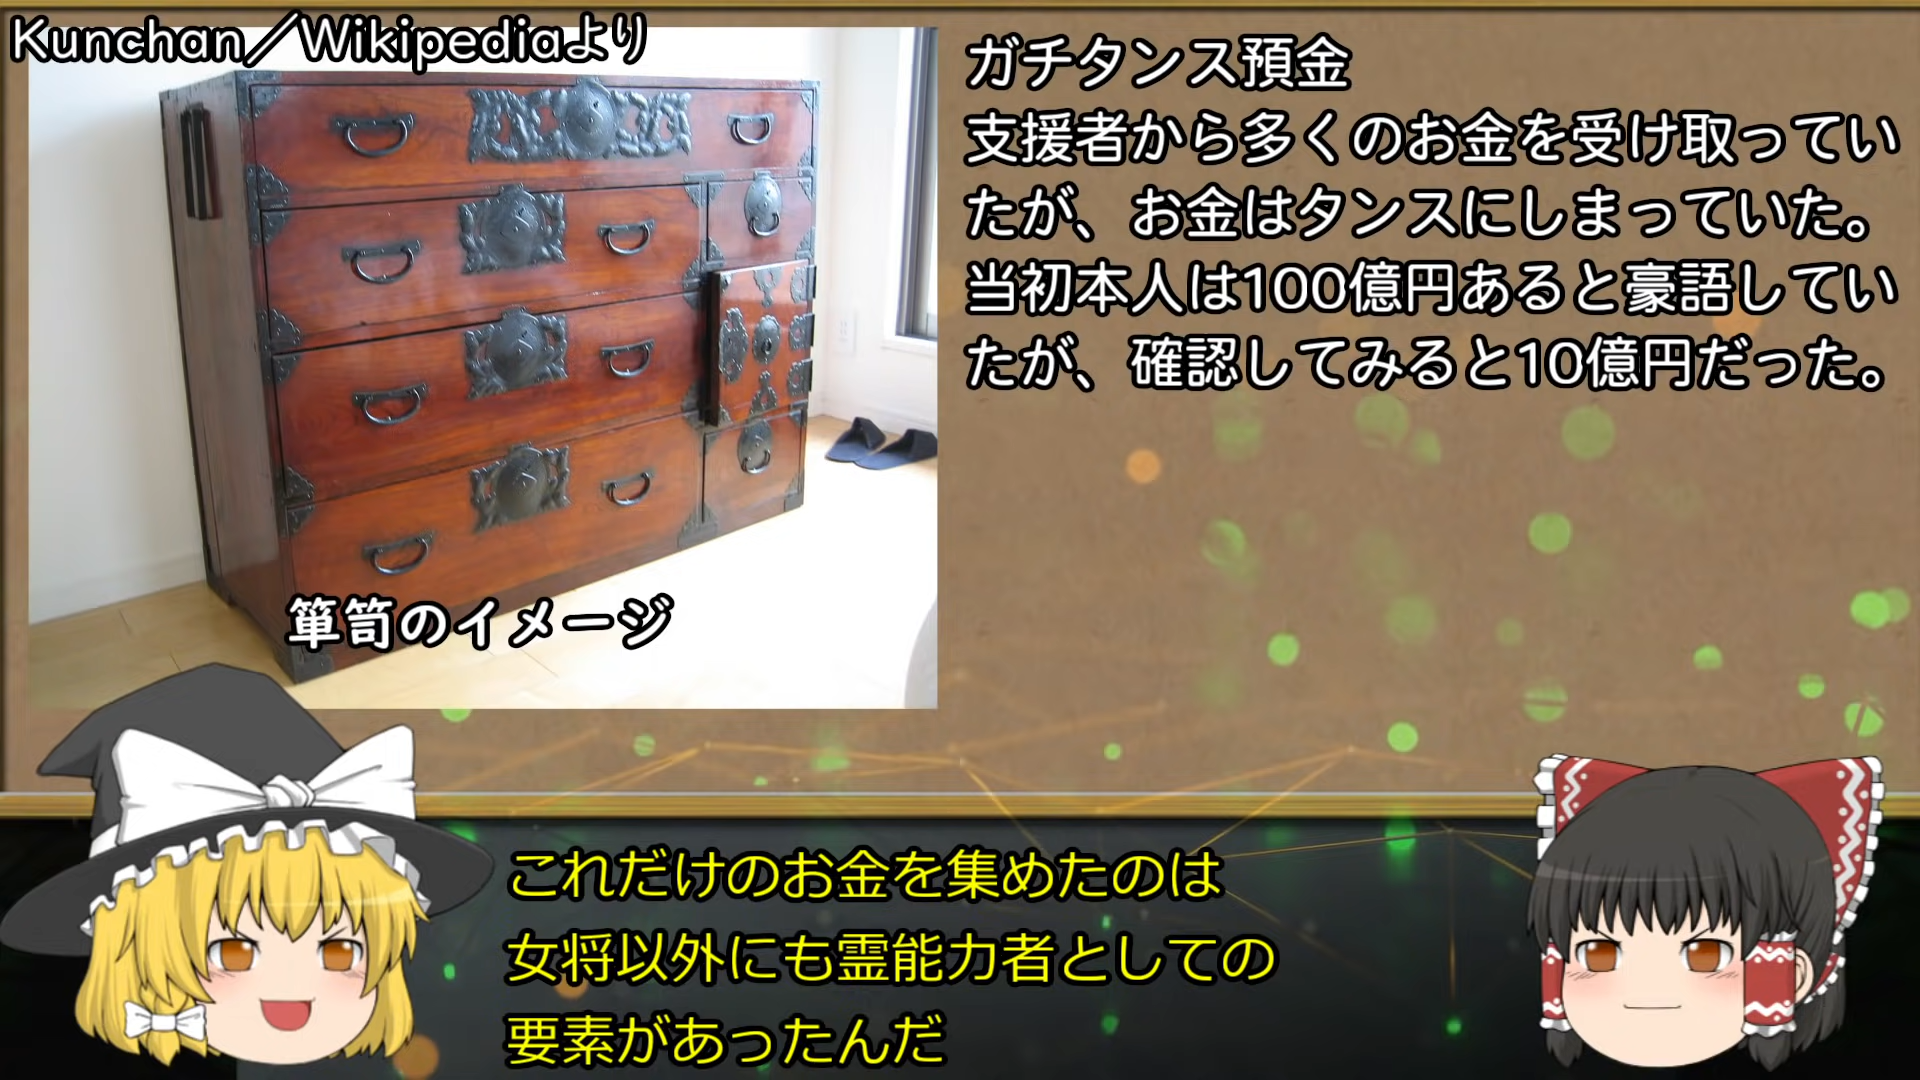 Kunchan／Wikipediaより
ガチタンス預金
支援者から多くのお金を受け取ってい
たが、お金はタンスにしまっていた。
当初本人は100億円あると豪語してい
たが、確認してみると10億円だった。
箪笥のイメージ
これだけのお金を集めたのは
女将以外にも霊能力者としての
要素があったんだ